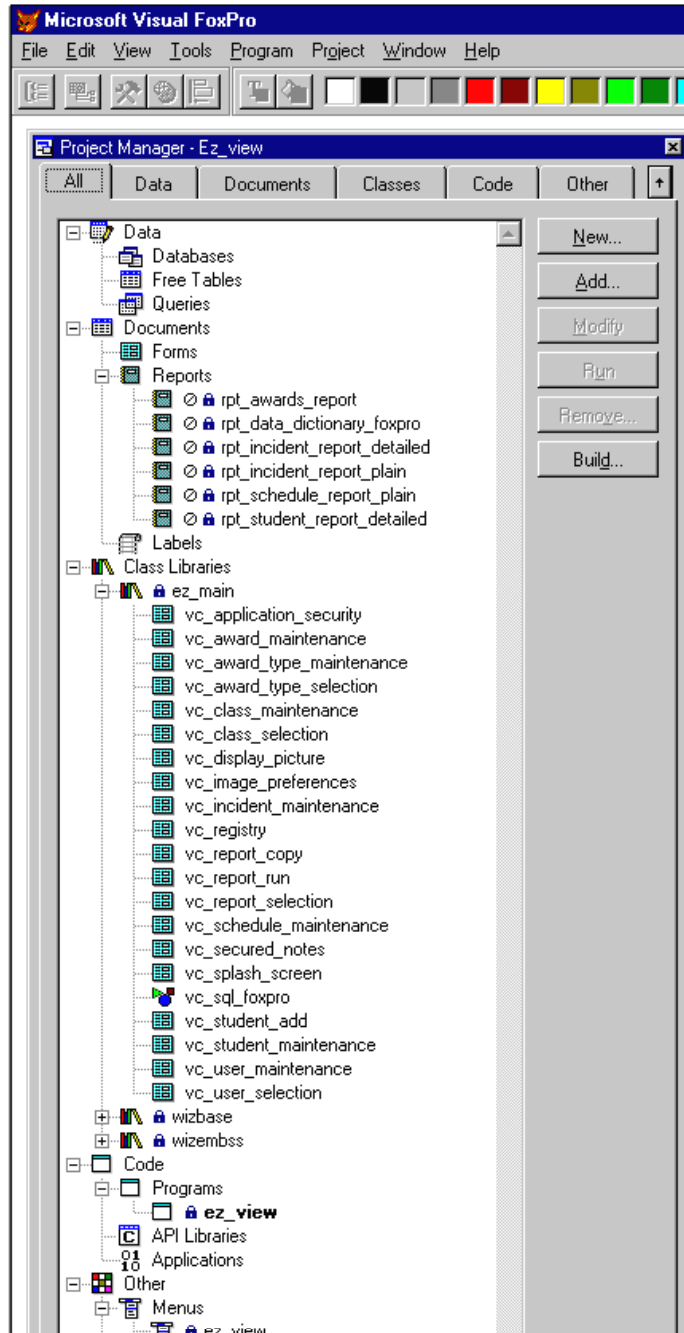 Microsoft Visual FoxPro
File Edit View Tools Program Project Window Help
Project Manager - Ez_view
All Data Documents Classes Code Other
Data
Databases
Free Tables
Queries
Documents
Forms
Reports
rpt_awards_report
rpt_data_dictionary_foxpro
rpt_incident_report_detailed
rpt_incident_report_plain
rpt_schedule_report_plain
rpt_student_report_detailed
Labels
Class Libraries
ez_main
vc_application_security
vc_award_maintenance
vc_award_type_maintenance
vc_award_type_selection
vc_class_maintenance
vc_class_selection
vc_display_picture
vc_image_preferences
vc_incident_maintenance
vc_registry
vc_report_copy
vc_report_run
vc_report_selection
vc_schedule_maintenance
vc_secured_notes
vc_splash_screen
vc_sql_foxpro
vc_student_add
vc_student_maintenance
vc_user_maintenance
vc_user_selection
wizbase
wizembss
Code
Programs
ez_view
API Libraries
Applications
Other
Menus
ez_view
New...
Add...
Modify
Run
Remove...
Build...